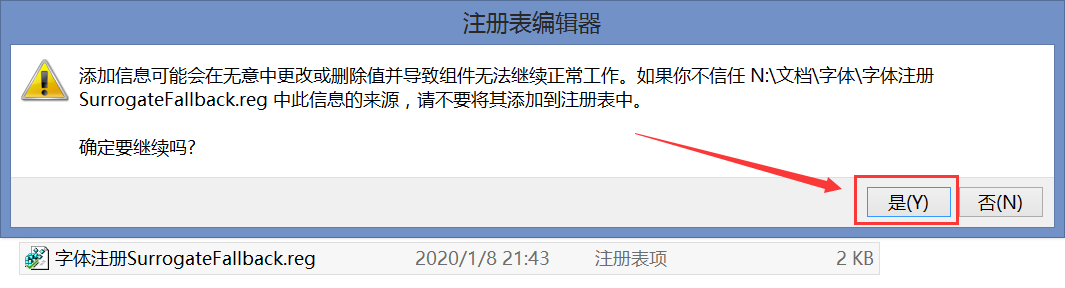 注册表编辑器
添加信息可能会在无意中更改或删除值并导致组件无法继续正常工作。如果你不信任 N:\文档\字体\字体注册
SurrogateFallback.reg 中此信息的来源，请不要将其添加到注册表中。
确定要继续吗?
是(Y) 否(N)
字体注册SurrogateFallback.reg 2020/1/8 21:43 注册表项 2 KB